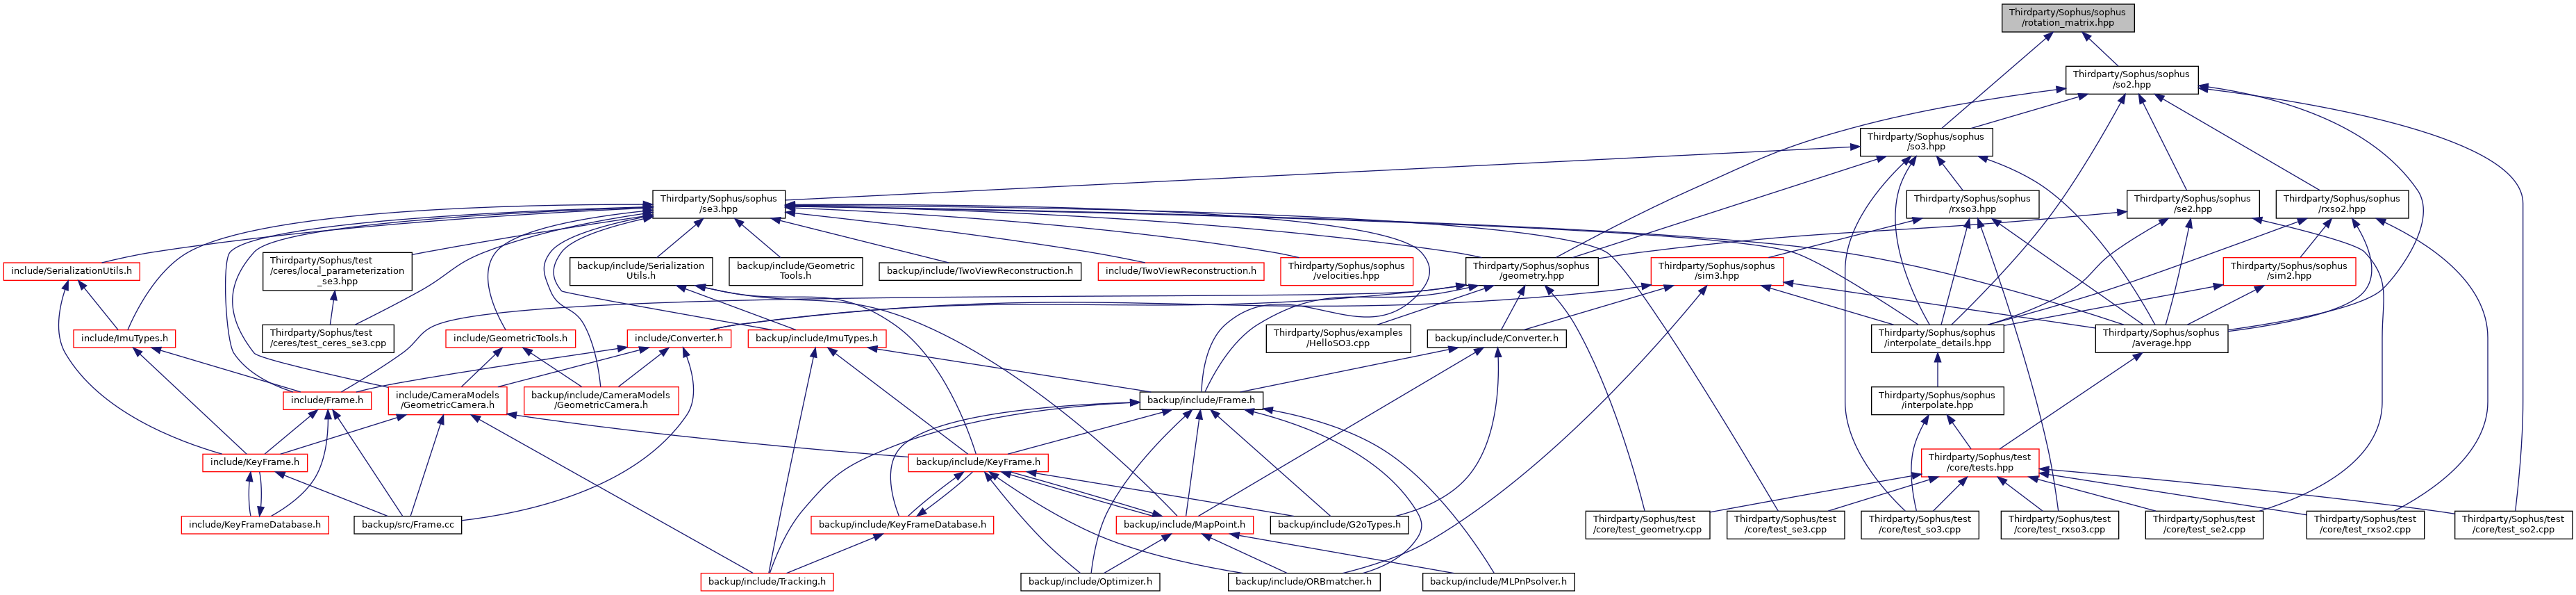 Thirdparty/Sophus/sophus
/rotation_matrix.hpp
Thirdparty/Sophus/sophus
/so2.hpp
Thirdparty/Sophus/sophus
/so3.hpp
Thirdparty/Sophus/sophus
/se3.hpp
Thirdparty/Sophus/sophus
/rxso3.hpp
Thirdparty/Sophus/sophus
/se2.hpp
Thirdparty/Sophus/sophus
/rxso2.hpp
include/SerializationUtils.h
Thirdparty/Sophus/test
/ceres/local_parameterization
_se3.hpp
backup/include/Serialization
Utils.h
backup/include/Geometric
Tools.h
backup/include/TwoViewReconstruction.h
include/TwoViewReconstruction.h
Thirdparty/Sophus/sophus
/velocities.hpp
Thirdparty/Sophus/sophus
/geometry.hpp
Thirdparty/Sophus/sophus
/sim3.hpp
Thirdparty/Sophus/sophus
/sim2.hpp
include/ImuTypes.h
Thirdparty/Sophus/test
/ceres/test_ceres_se3.cpp
include/GeometricTools.h
include/Converter.h
backup/include/ImuTypes.h
Thirdparty/Sophus/examples
/HelloSO3.cpp
backup/include/Converter.h
Thirdparty/Sophus/sophus
/interpolate_details.hpp
Thirdparty/Sophus/sophus
/average.hpp
include/Frame.h
include/CameraModels
/GeometricCamera.h
backup/include/CameraModels
/GeometricCamera.h
backup/include/Frame.h
Thirdparty/Sophus/sophus
/interpolate.hpp
include/KeyFrame.h
backup/include/KeyFrame.h
Thirdparty/Sophus/test
/core/tests.hpp
include/KeyFrameDatabase.h
backup/src/Frame.cc
backup/include/KeyFrameDatabase.h
backup/include/MapPoint.h
backup/include/G2oTypes.h
Thirdparty/Sophus/test
/core/test_geometry.cpp
Thirdparty/Sophus/test
/core/test_se3.cpp
Thirdparty/Sophus/test
/core/test_so3.cpp
Thirdparty/Sophus/test
/core/test_rxso3.cpp
Thirdparty/Sophus/test
/core/test_se2.cpp
Thirdparty/Sophus/test
/core/test_rxso2.cpp
Thirdparty/Sophus/test
/core/test_so2.cpp
backup/include/Tracking.h
backup/include/Optimizer.h
backup/include/ORBmatcher.h
backup/include/MLPnPsolver.h